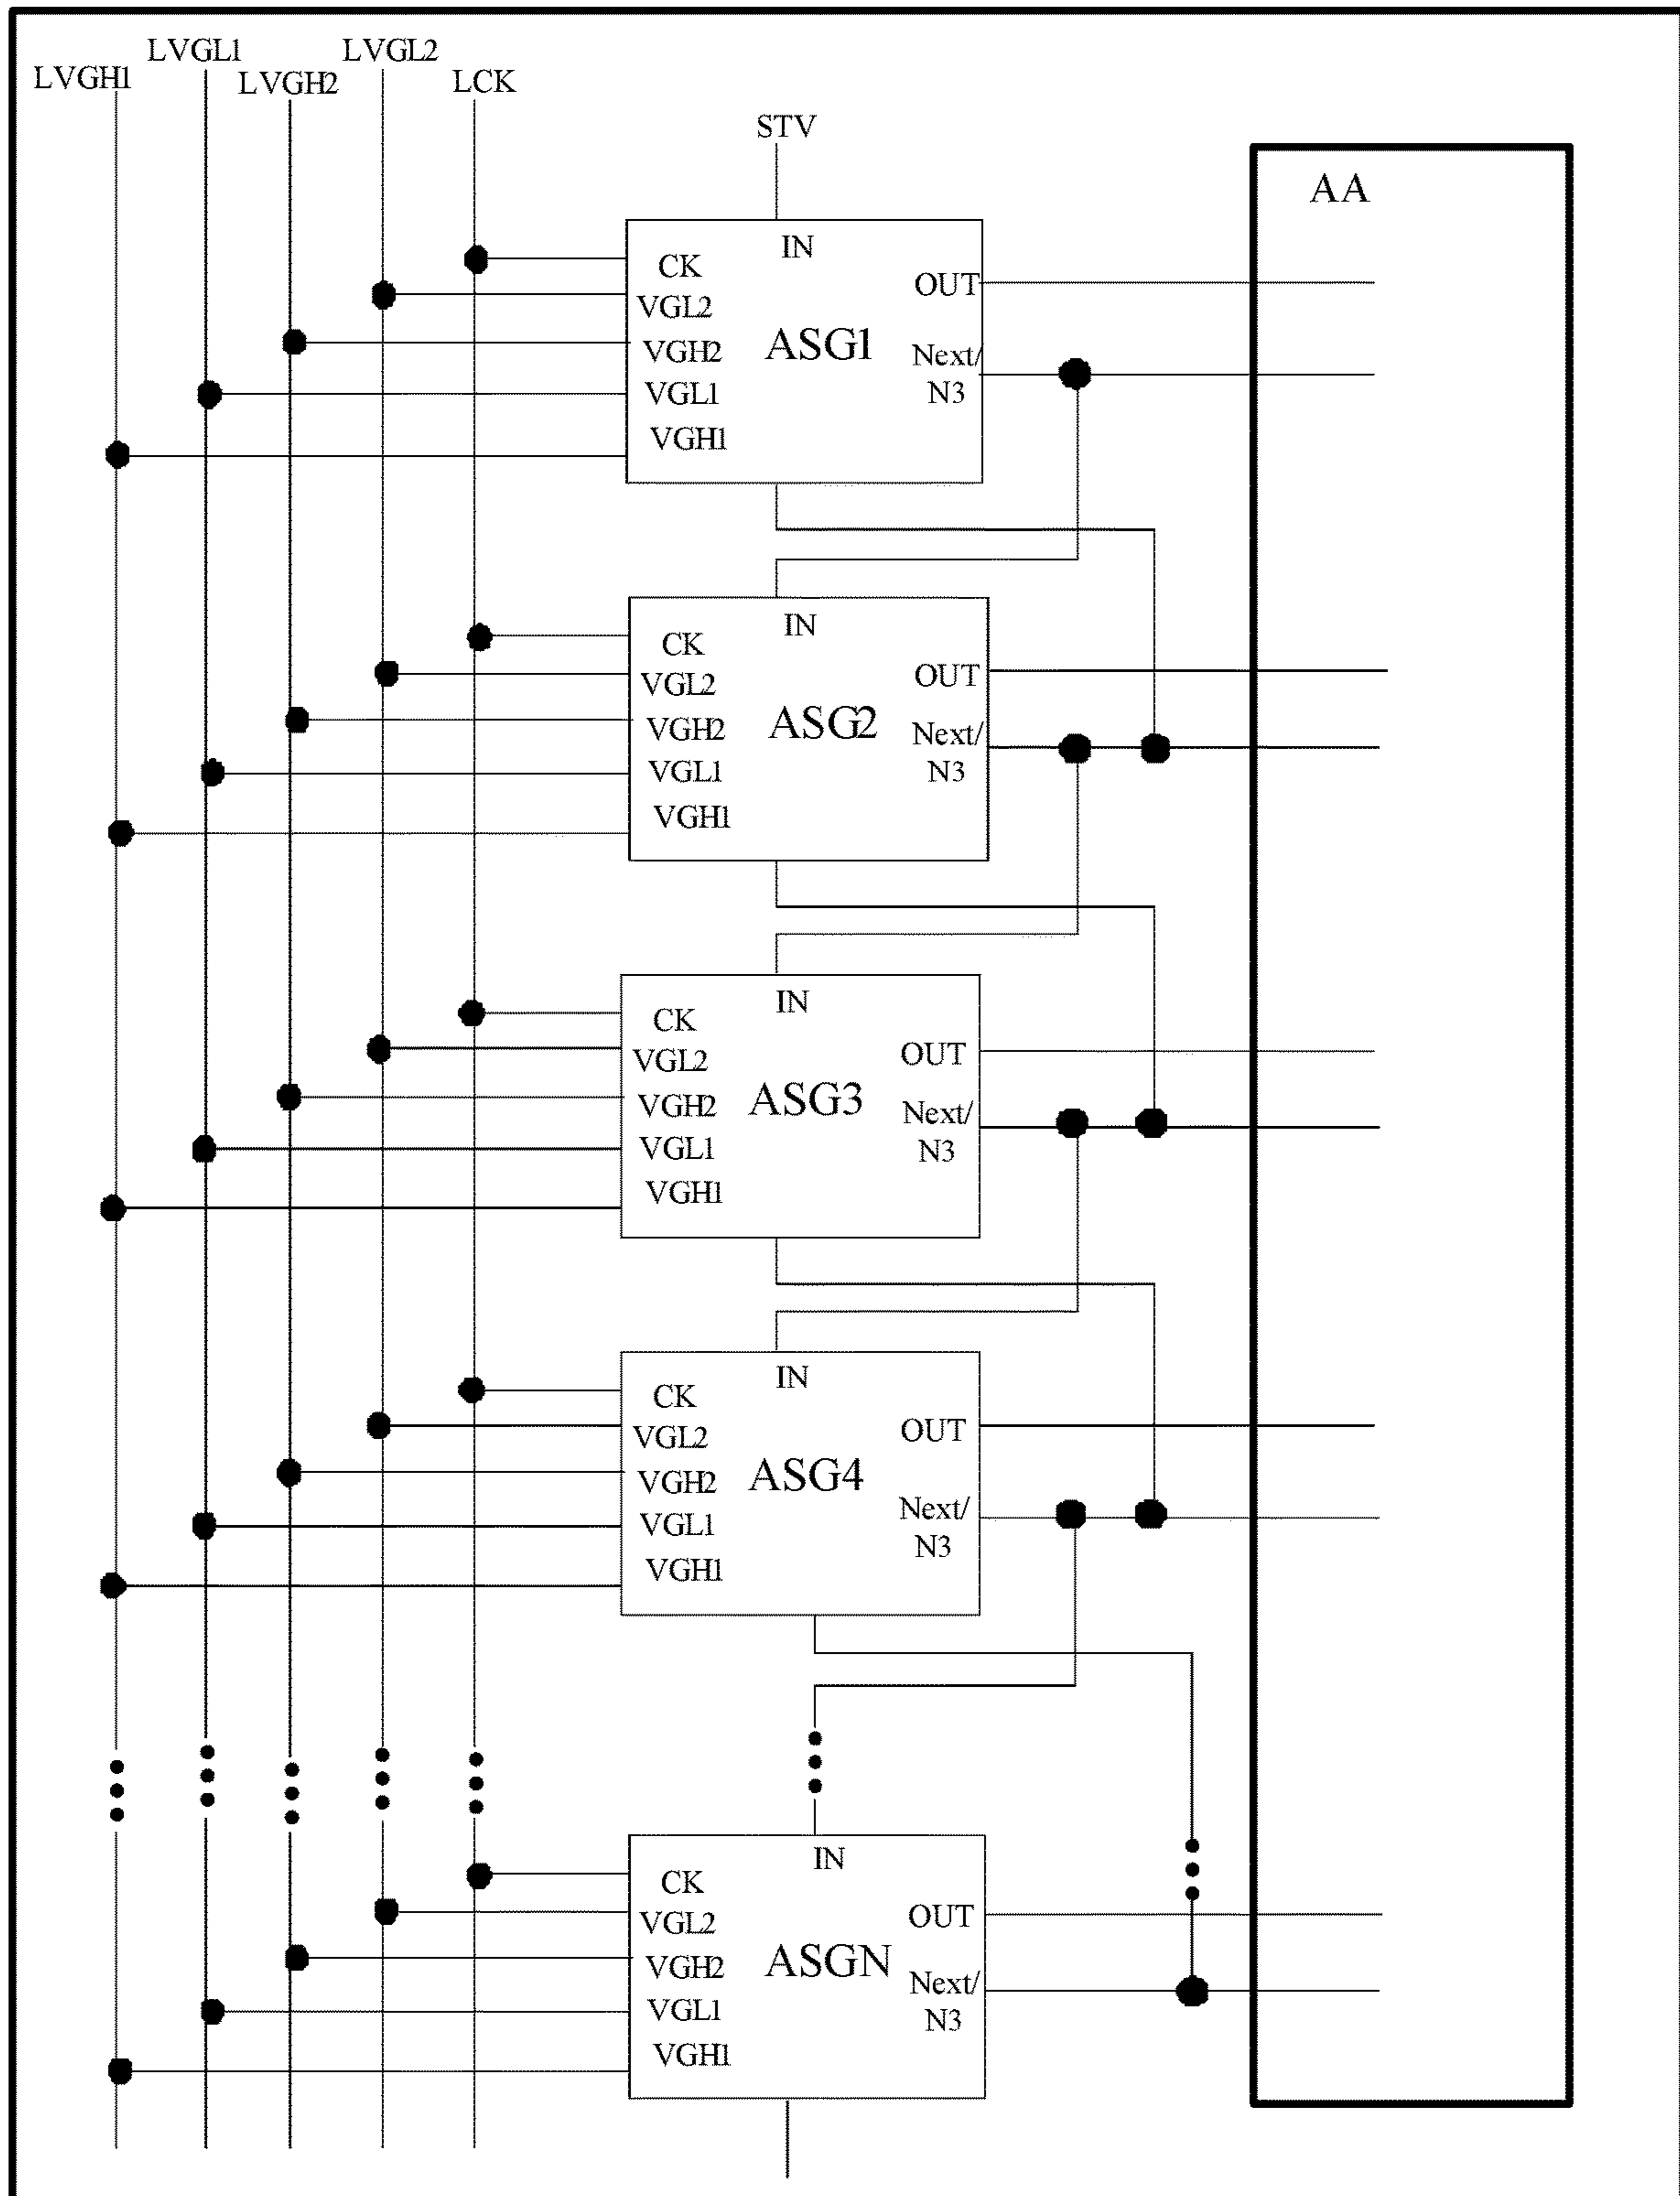 LVGH1
LVGL1
LVGH2
LVGL2
LCK
STV
AA
IN
CK
VGL2
VGH2
VGL1
VGH1
ASG1
OUT
Next/
N3
IN
CK
VGL2
VGH2
VGL1
VGH1
ASG2
OUT
Next/
N3
IN
CK
VGL2
VGH2
VGL1
VGH1
ASG3
OUT
Next/
N3
IN
CK
VGL2
VGH2
VGL1
VGH1
ASG4
OUT
Next/
N3
IN
CK
VGL2
VGH2
VGL1
VGH1
ASGN
OUT
Next/
N3